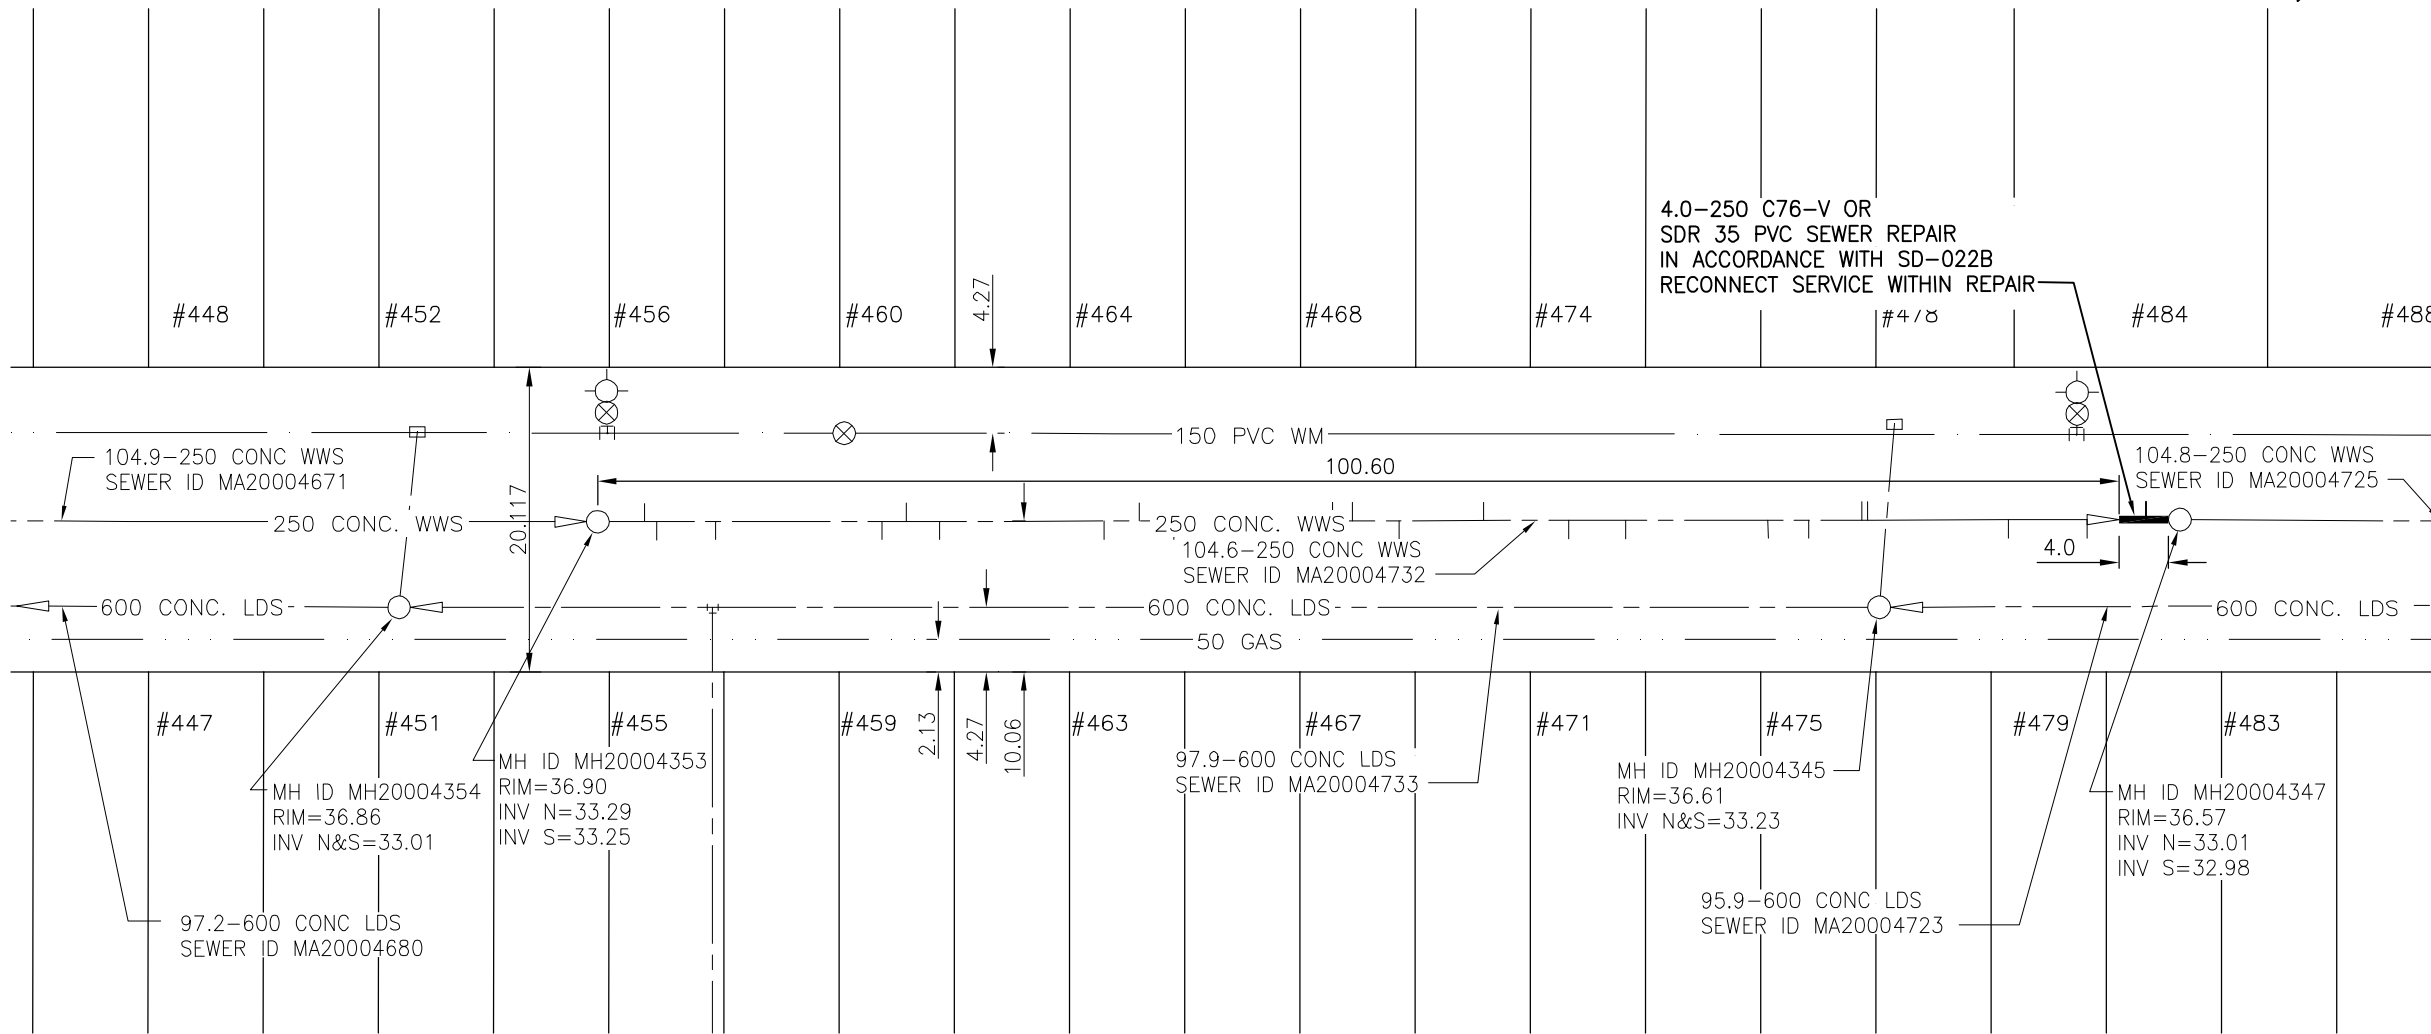 4.0-250 C76-V OR
SDR 35 PVC SEWER REPAIR
IN ACCORDANCE WITH SD-022B
RECONNECT SERVICE WITHIN REPAIR
#448
#452
#456
#460
4.27
#464
#468
#474
#478
#484
#488
150 PVC WM
104.9-250 CONC WWS
SEWER ID MA20004671
100.60
104.8-250 CONC WWS
SEWER ID MA20004725
250 CONC. WWS
20.117
250 CONC. WWS
104.6-250 CONC WWS
SEWER ID MA20004732
4.0
600 CONC. LDS
600 CONC. LDS
600 CONC. LDS
50 GAS
#447
#451
#455
#459
2.13
4.27
10.06
#463
#467
#471
#475
#479
#483
MH ID MH20004354
RIM=36.86
INV N&S=33.01
MH ID MH20004353
RIM=36.90
INV N=33.29
INV S=33.25
97.9-600 CONC LDS
SEWER ID MA20004733
MH ID MH20004345
RIM=36.61
INV N&S=33.23
MH ID MH20004347
RIM=36.57
INV N=33.01
INV S=32.98
97.2-600 CONC LDS
SEWER ID MA20004680
95.9-600 CONC LDS
SEWER ID MA20004723